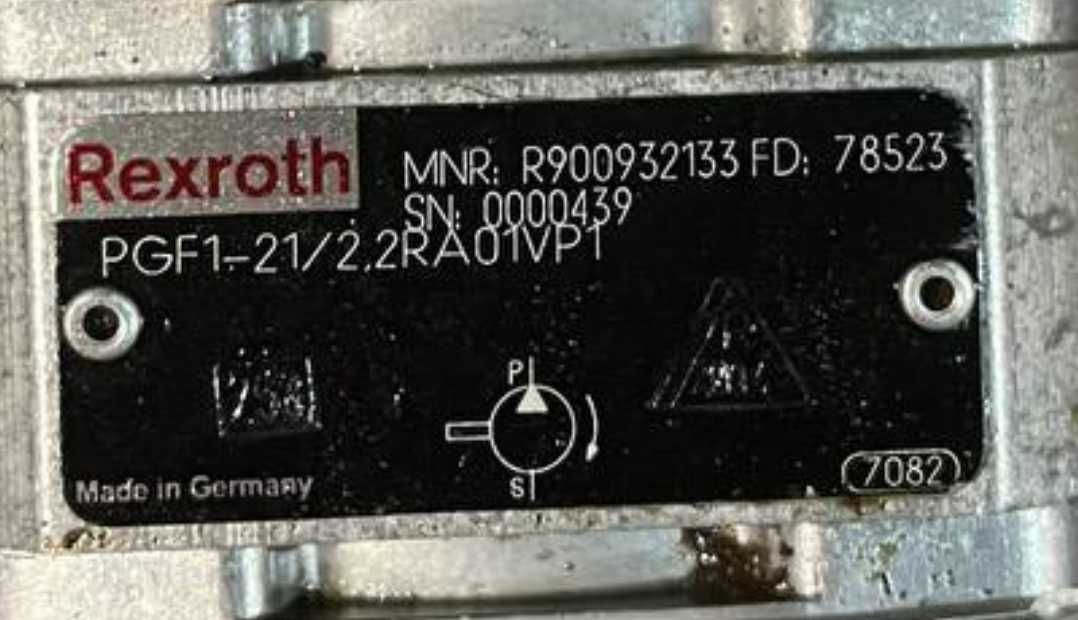 Rexroth
MNR: R900932133 FD: 78523
SN: 0000439
PGF1-21/2,2RA01VP1
P
S
Made in Germany
7082